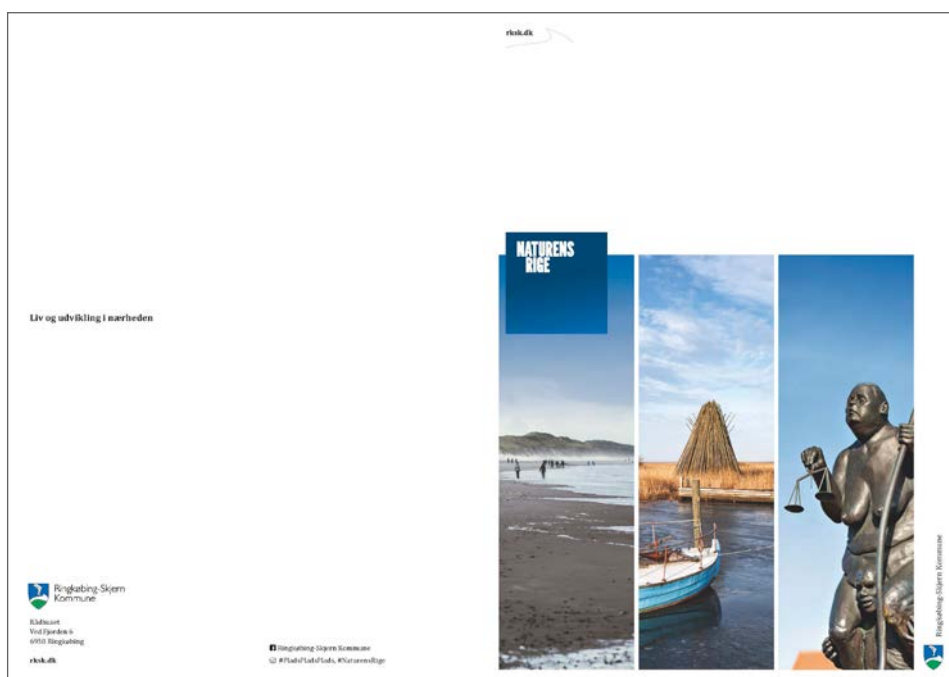 Liv og udvikling i nærheden
Ringkøbing-Skjern
Kommune
Rådhuset
Ved Fjorden 6
6950 Ringkøbing
rksk.dk
Ringkøbing-Skjern Kommune
#PladsPladsPlads, #NaturensRige
rksk.dk
NATURENS
RIGE
Ringkøbing-Skjern Kommune